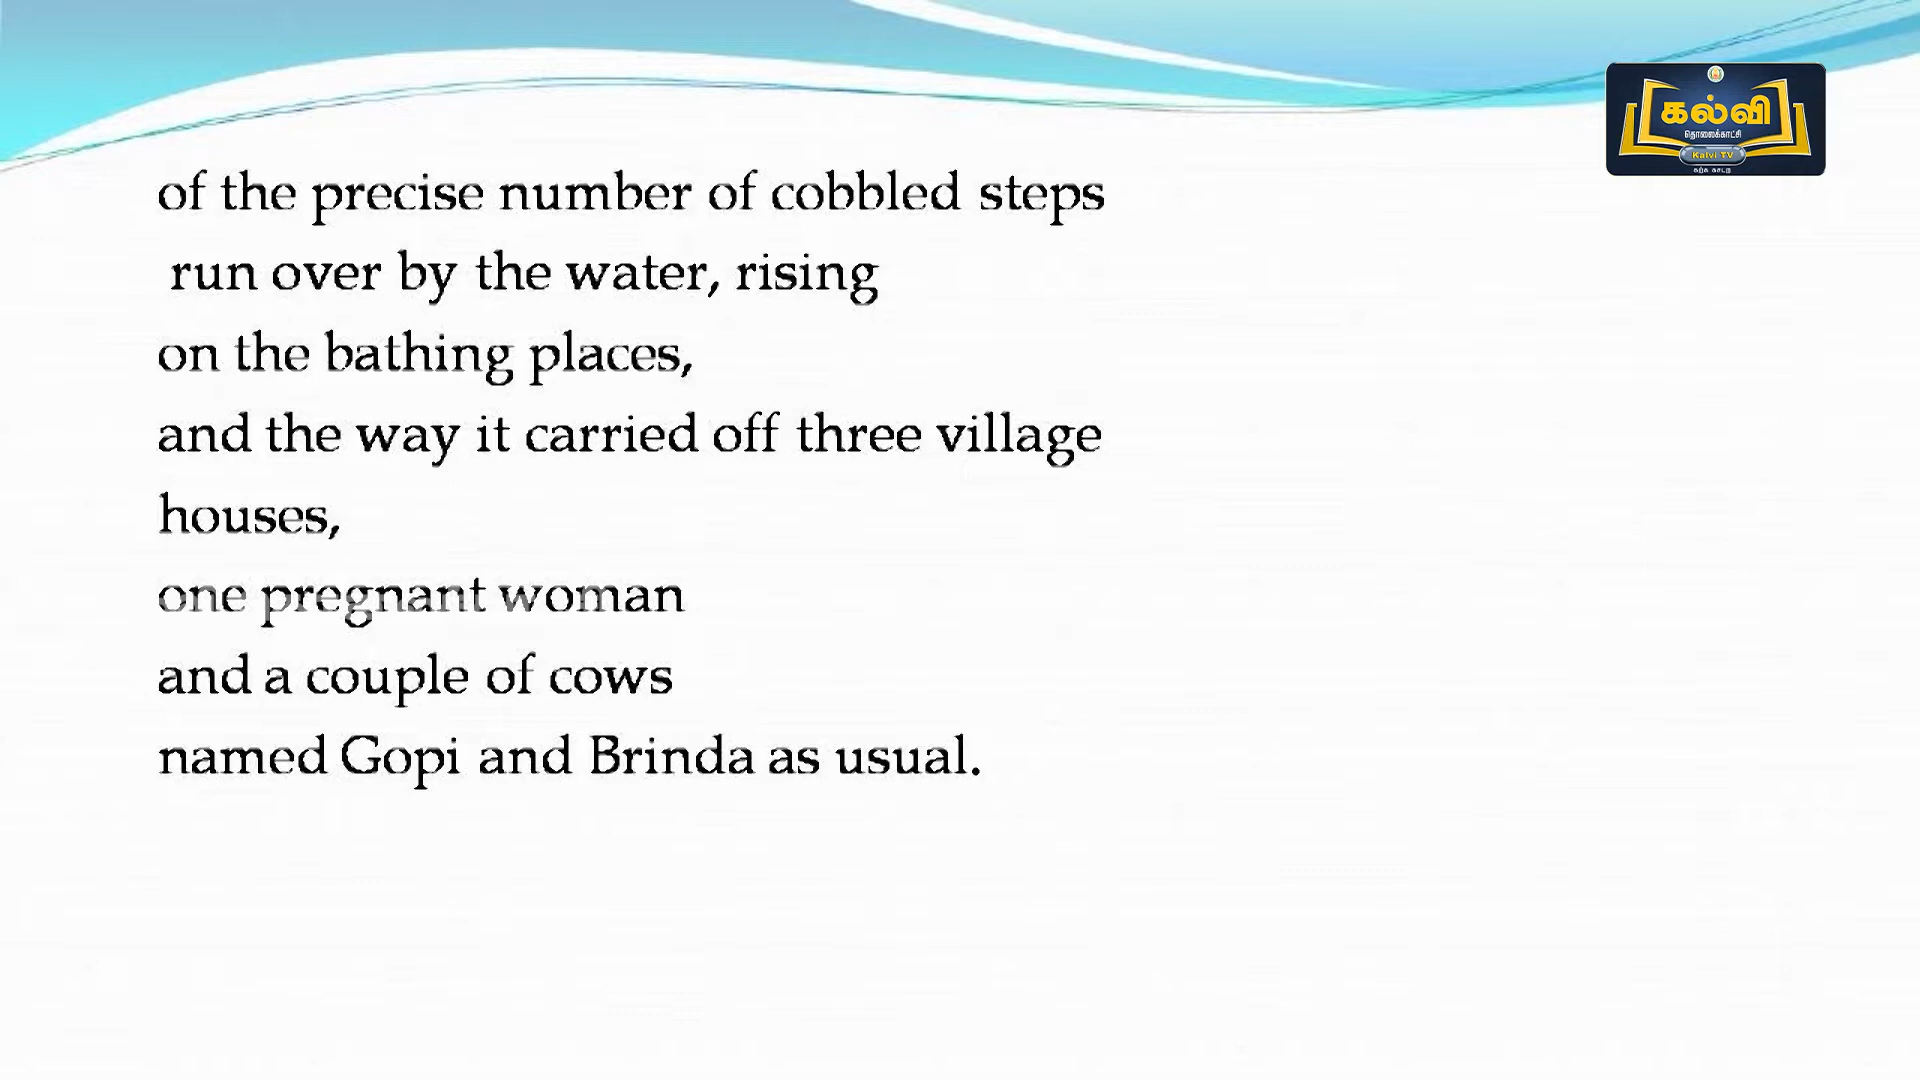 கல்வி
தொலைக்காட்சி
Kalvi TV
கற்க கசடற
of the precise number of cobbled steps
run over by the water, rising
on the bathing places,
and the way it carried off three village
houses,
one pregnant woman
and a couple of cows
named Gopi and Brinda as usual.